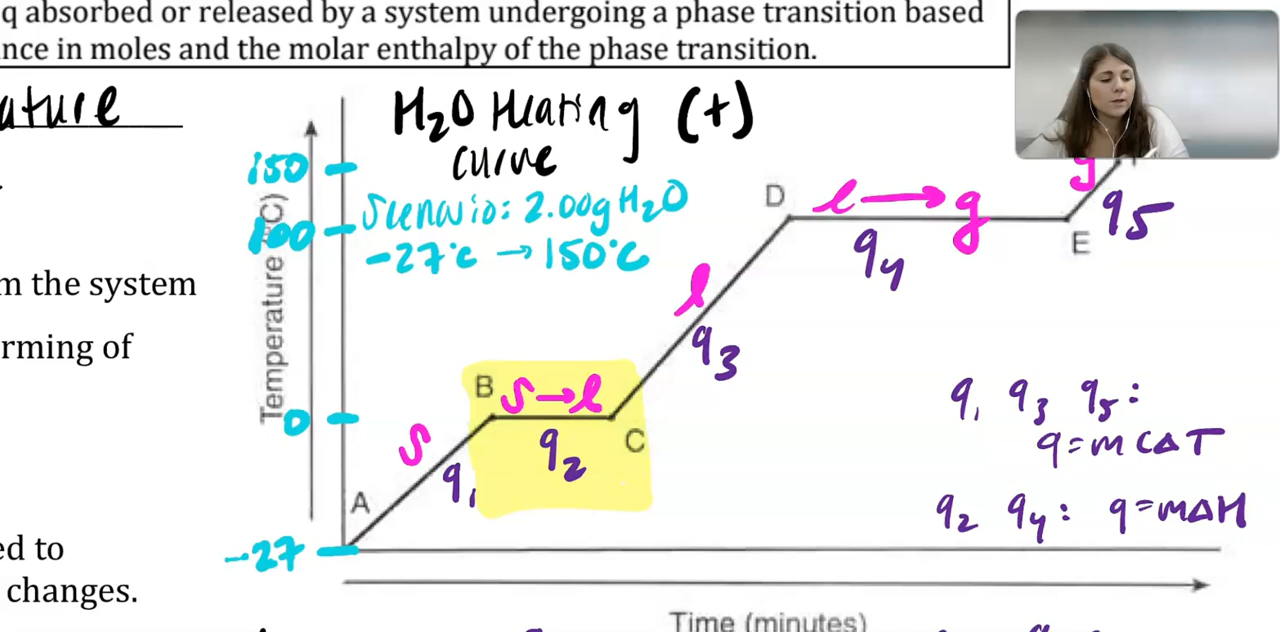 q absorbed or released by a system undergoing a phase transition based
nce in moles and the molar enthalpy of the phase transition.
ature
H₂O Heating (+)
curve
150
Scenario: 2.00g H₂O
100
-27°C → 150°C
Temperature (°C)
m the system
rming of
0
-27
ed to
changes.
A
s
q₁
B
s→l
q₂
C
l
q₃
D
l → g
q₄
E
g
q₅
q₁ q₃ q₅:
q=mCΔT
q₂ q₄: q=mΔH
Time (minutes)